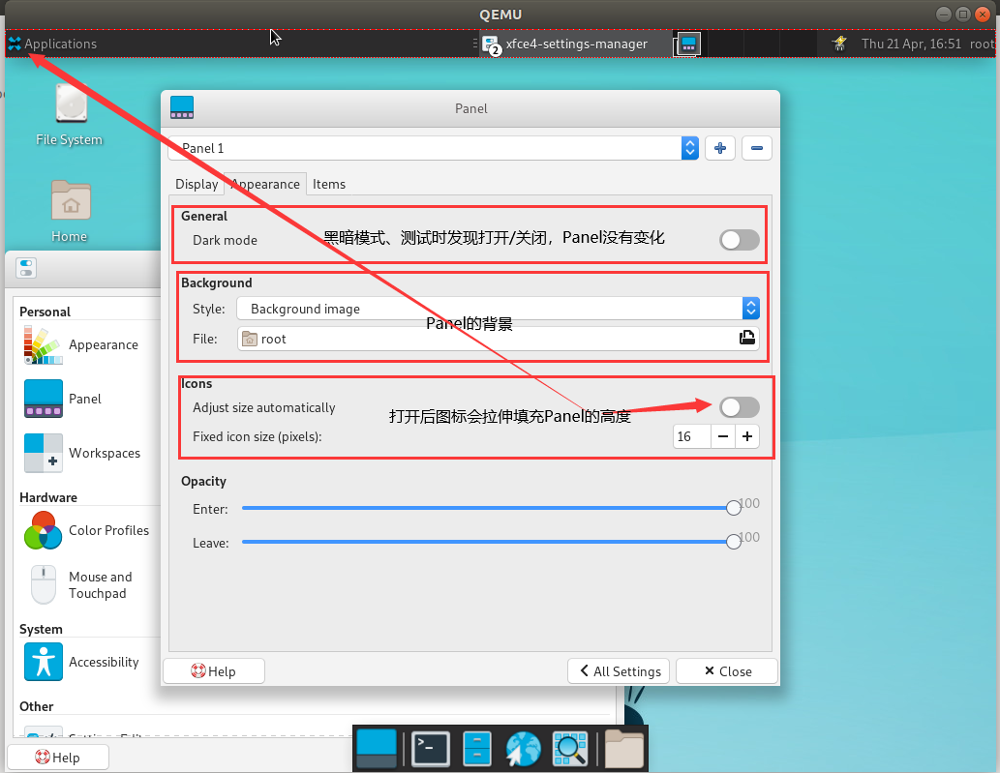 QEMU
Applications
2
xfce4-settings-manager
Thu 21 Apr, 16:51 root
File System
Home
Panel
Panel 1
Display Appearance Items
General
Dark mode
黑暗模式、测试时发现打开/关闭，Panel没有变化
Background
Style: Background image
Panel的背景
File: root
Icons
Adjust size automatically
打开后图标会拉伸填充Panel的高度
Fixed icon size (pixels): 16
Opacity
Enter: 100
Leave: 100
Help
All Settings
Close
Personal
Appearance
Panel
Workspaces
Hardware
Color Profiles
Mouse and
Touchpad
System
Accessibility
Other
Help